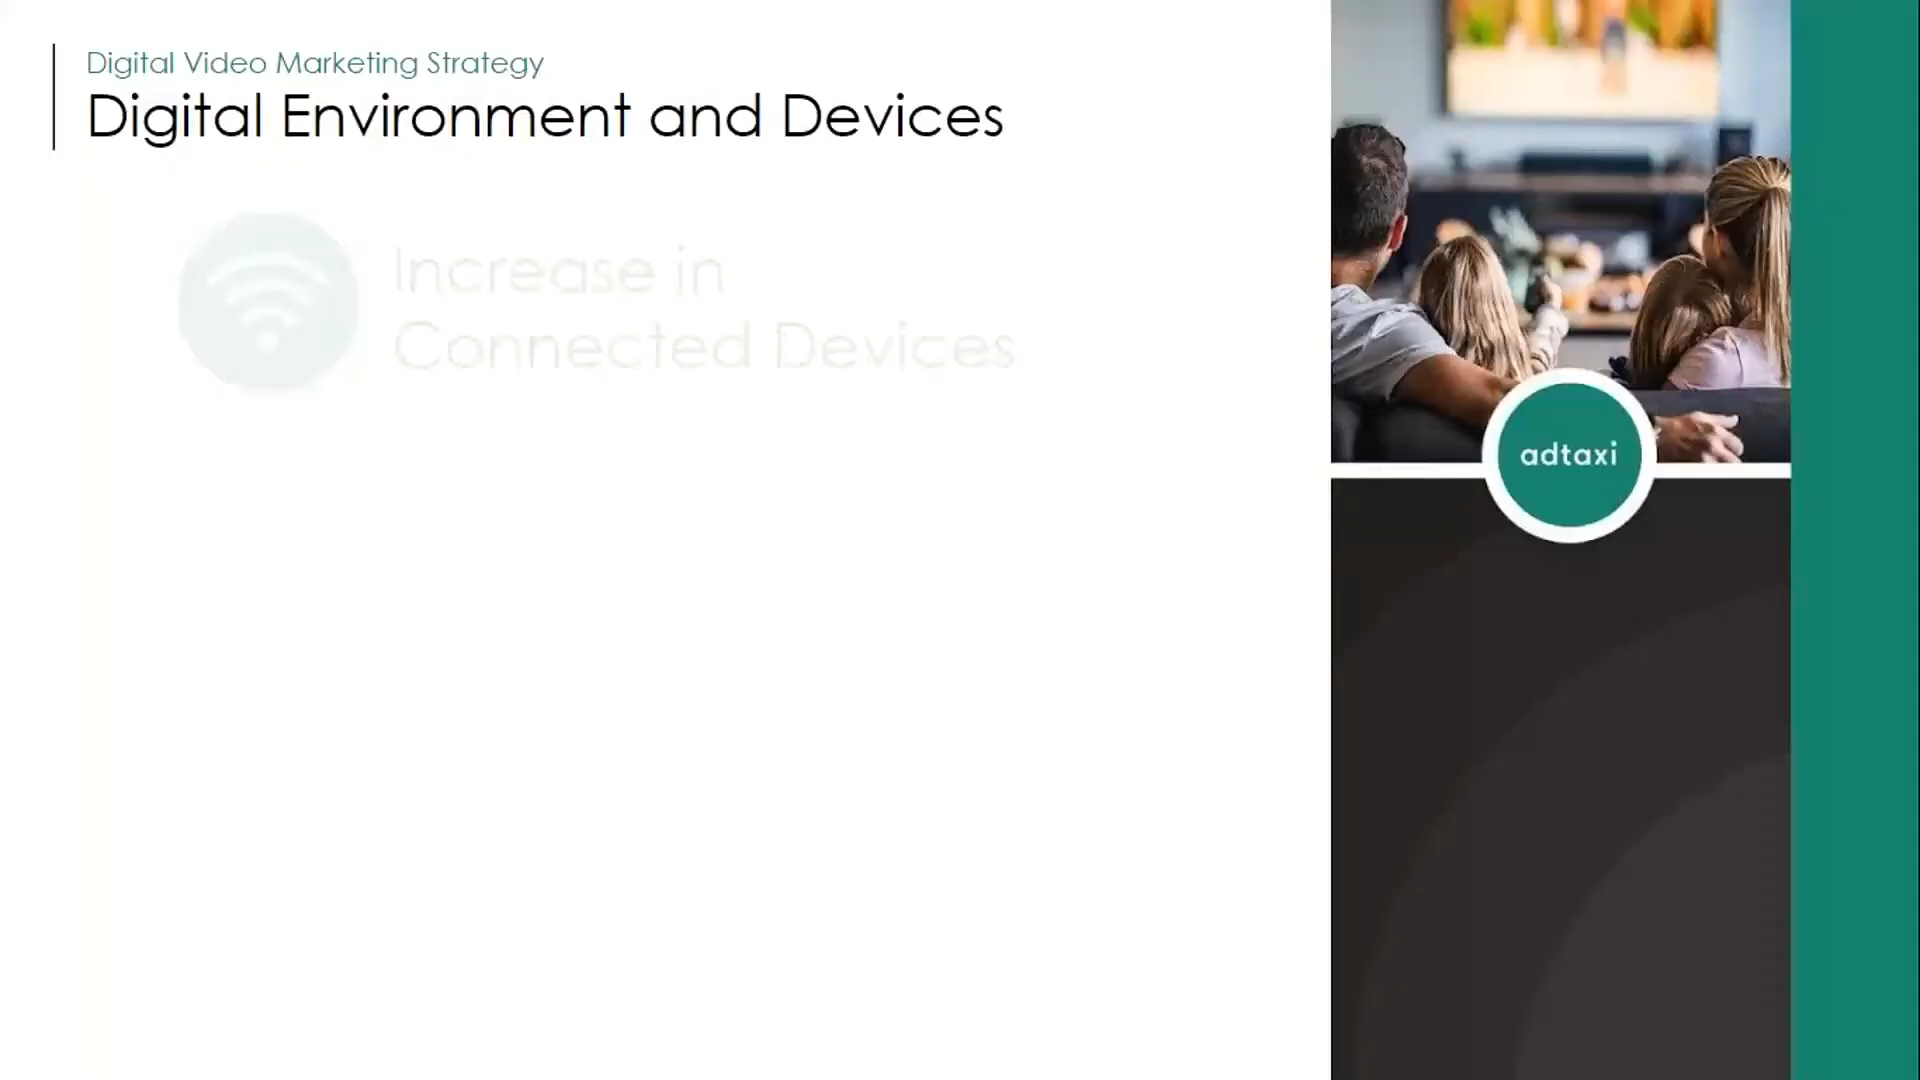 Digital Video Marketing Strategy
Digital Environment and Devices
Increase in
Connected Devices
adtaxi